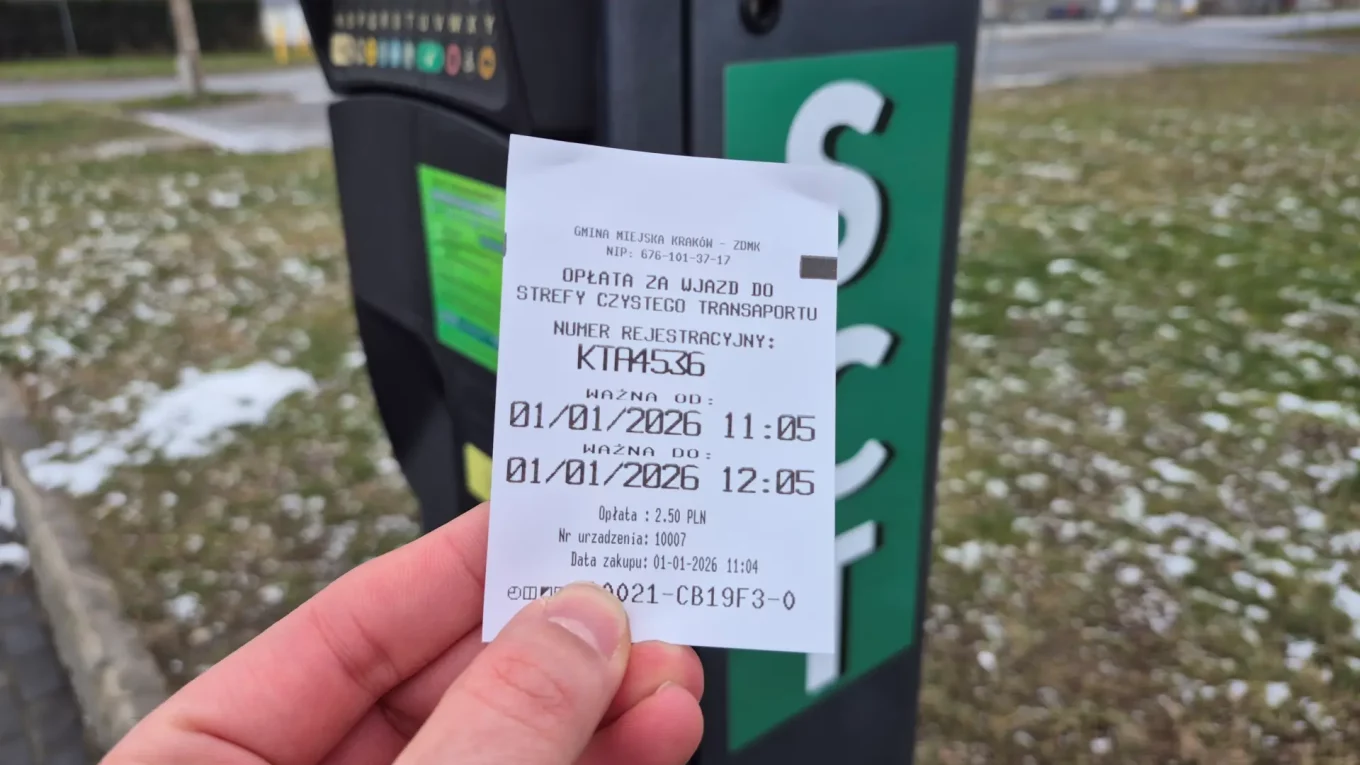 GMINA MIEJSKA KRAKÓW - ZDMK
NIP: 676-101-37-17
OPŁATA ZA WJAZD DO
STREFY CZYSTEGO TRANSAPORTU
NUMER REJESTRACYJNY:
KTA4536
WAŻNA OD:
01/01/2026 11:05
WAŻNA DO:
01/01/2026 12:05
Opłata : 2.50 PLN
Nr urzadzenia: 10007
Data zakupu: 01-01-2026 11:04
0021-CB19F3-0
SCT